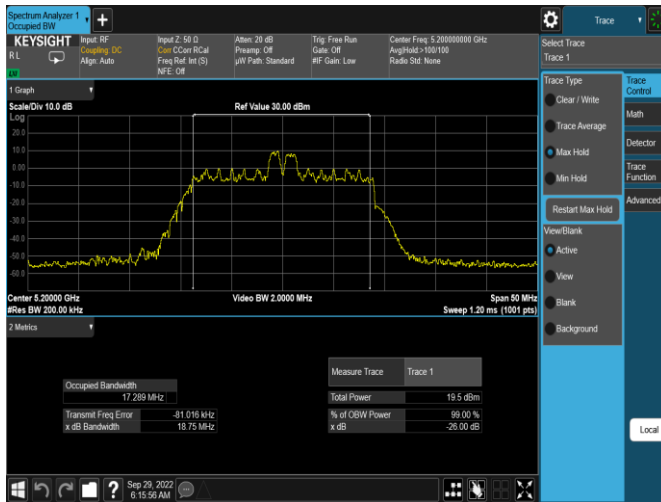 Spectrum Analyzer 1
Occupied BW
KEYSIGHT
RL
LXI
Input: RF
Coupling: DC
Align: Auto
Input Z: 50 Ω
Corr CCorr RCal
Freq Ref: Int (S)
NFE: Off
Atten: 20 dB
Preamp: Off
µW Path: Standard
Trig: Free Run
Gate: Off
#IF Gain: Low
Center Freq: 5.200000000 GHz
Avg|Hold:>100/100
Radio Std: None
1 Graph
Scale/Div 10.0 dB
Ref Value 30.00 dBm
Log
20.0
10.0
0.00
-10.0
-20.0
-30.0
-40.0
-50.0
-60.0
Center 5.20000 GHz
#Res BW 200.00 kHz
Video BW 2.0000 MHz
Span 50 MHz
Sweep 1.20 ms (1001 pts)
2 Metrics
Measure Trace Trace 1
Occupied Bandwidth
17.289 MHz
Total Power 19.5 dBm
Transmit Freq Error -81.016 kHz
% of OBW Power 99.00 %
x dB Bandwidth 18.75 MHz
x dB -26.00 dB
Sep 29, 2022
6:15:56 AM
Trace
Select Trace
Trace 1
Trace Type
Clear / Write
Trace Average
Max Hold
Min Hold
Restart Max Hold
View/Blank
Active
View
Blank
Background
Trace
Control
Math
Detector
Trace
Function
Advanced
Local